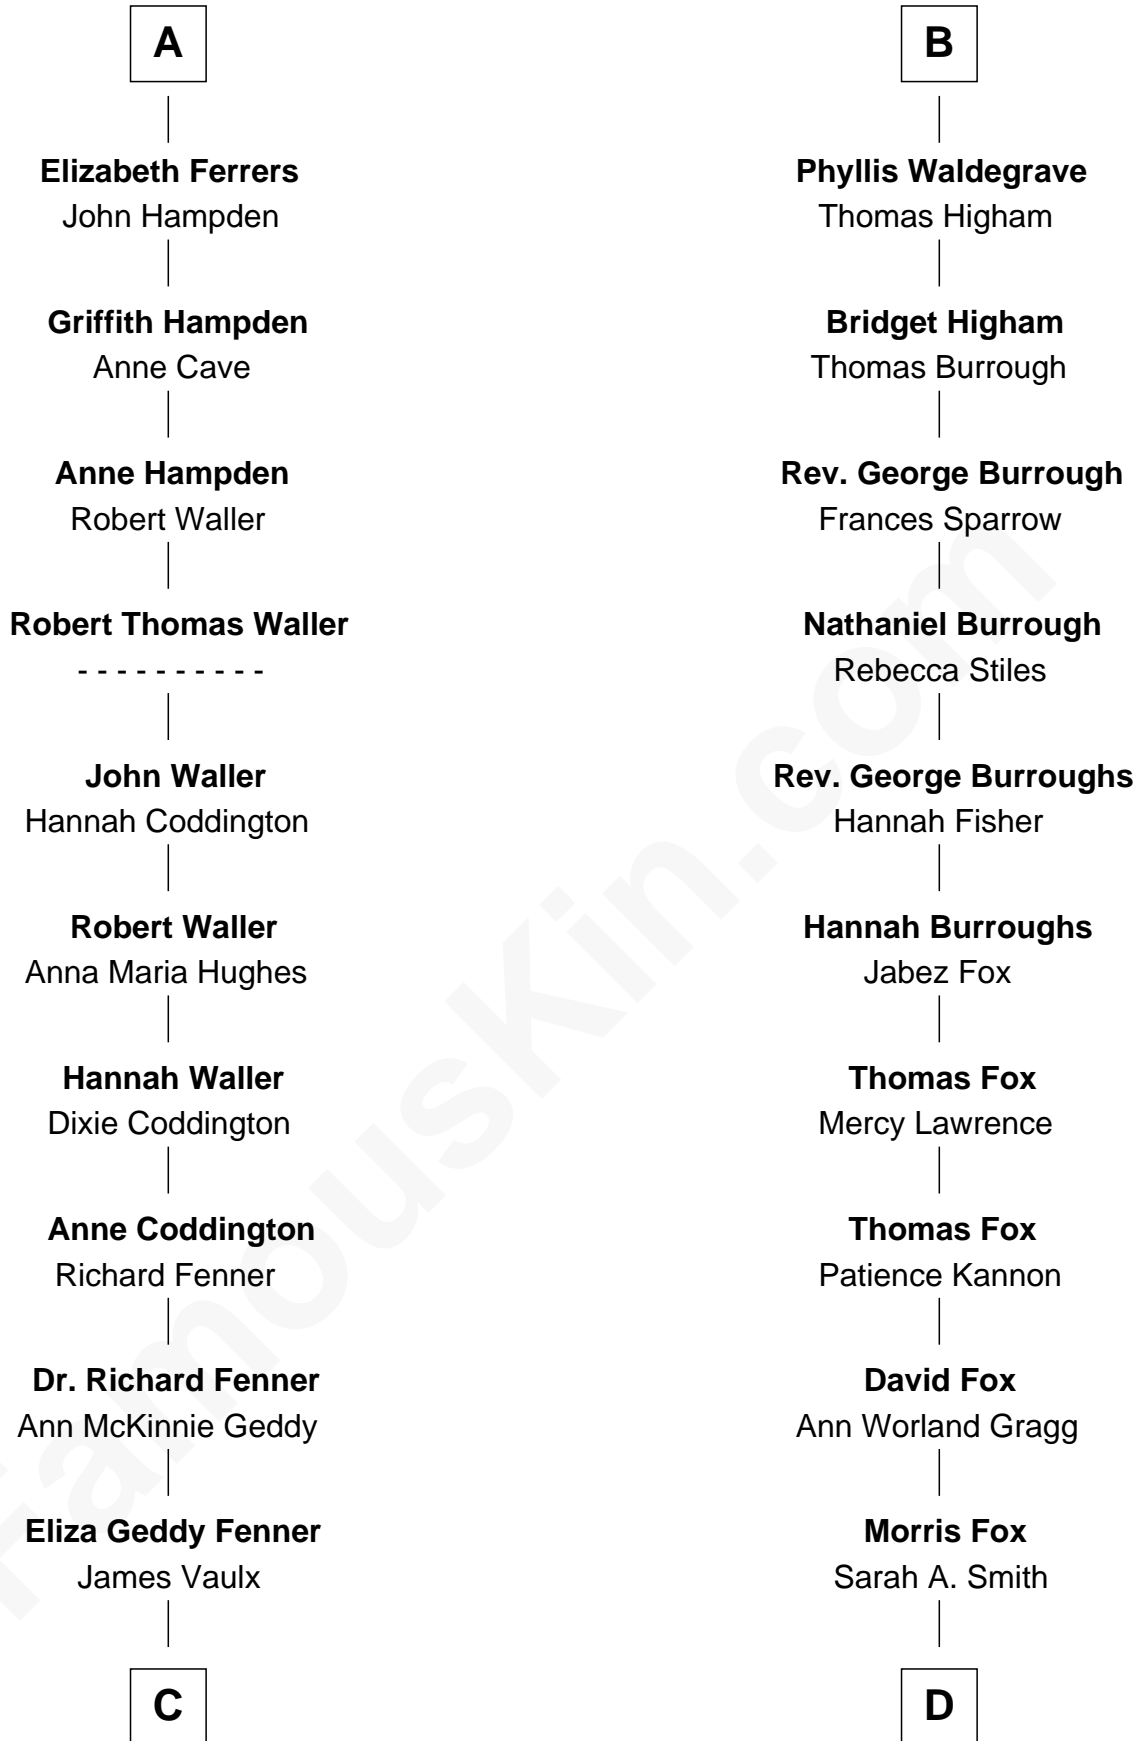 A
Elizabeth Ferrers
John Hampden
Griffith Hampden
Anne Cave
Anne Hampden
Robert Waller
Robert Thomas Waller
- - - - - - - - - -
John Waller
Hannah Coddington
Robert Waller
Anna Maria Hughes
Hannah Waller
Dixie Coddington
Anne Coddington
Richard Fenner
Dr. Richard Fenner
Ann McKinnie Geddy
Eliza Geddy Fenner
James Vaulx
C
B
Phyllis Waldegrave
Thomas Higham
Bridget Higham
Thomas Burrough
Rev. George Burrough
Frances Sparrow
Nathaniel Burrough
Rebecca Stiles
Rev. George Burroughs
Hannah Fisher
Hannah Burroughs
Jabez Fox
Thomas Fox
Mercy Lawrence
Thomas Fox
Patience Kannon
David Fox
Ann Worland Gragg
Morris Fox
Sarah A. Smith
D
FamousKin.com